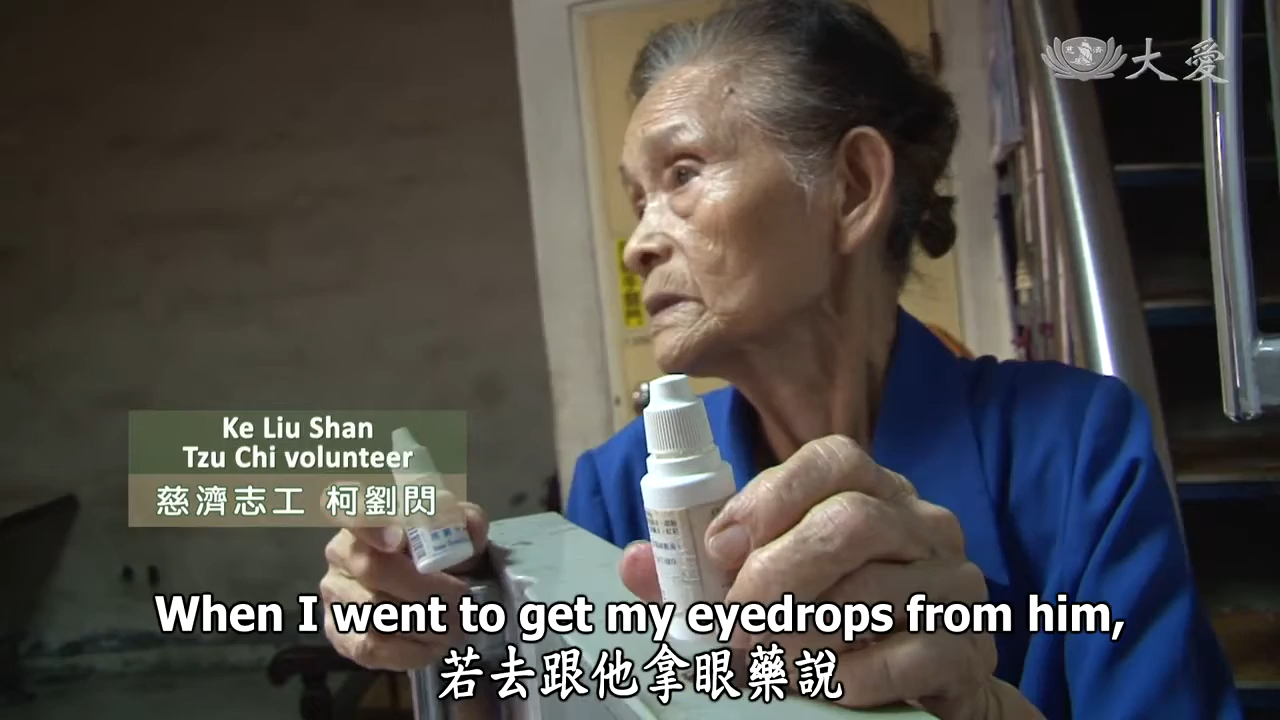 大愛
Ke Liu Shan
Tzu Chi volunteer
慈濟志工 柯劉閃
When I went to get my eyedrops from him,
若去跟他拿眼藥說